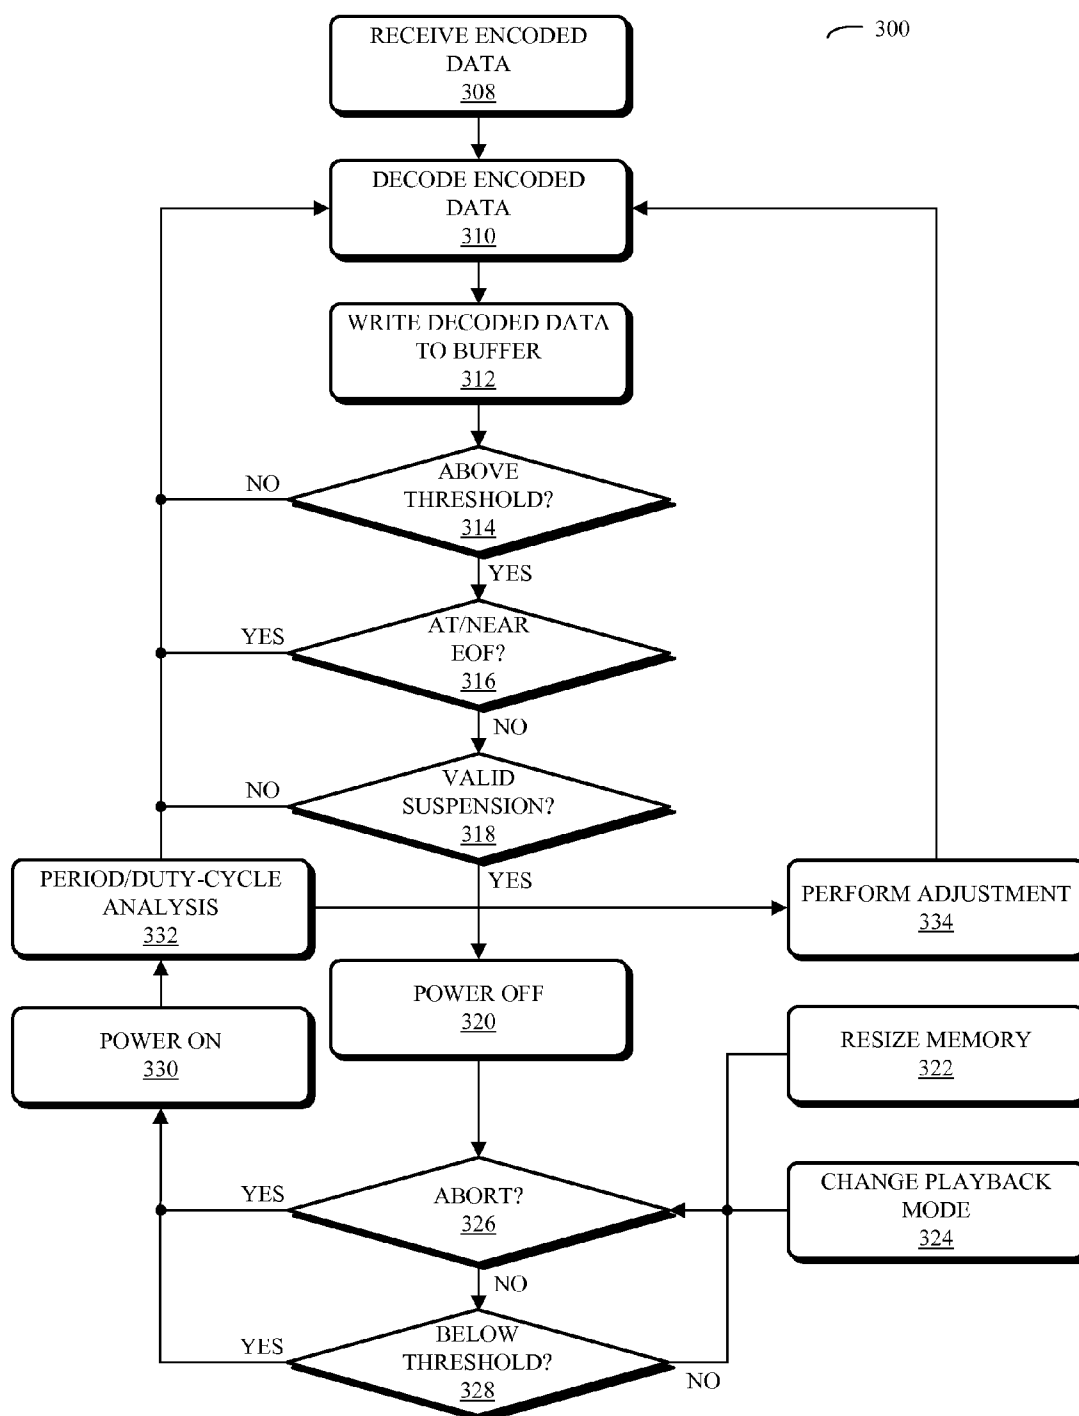 300
RECEIVE ENCODED
DATA
308
DECODE ENCODED
DATA
310
WRITE DECODED DATA
TO BUFFER
312
ABOVE
THRESHOLD?
314
NO
YES
AT/NEAR
EOF?
316
YES
NO
VALID
SUSPENSION?
318
NO
YES
PERIOD/DUTY-CYCLE
ANALYSIS
332
PERFORM ADJUSTMENT
334
POWER OFF
320
POWER ON
330
RESIZE MEMORY
322
CHANGE PLAYBACK
MODE
324
ABORT?
326
YES
NO
BELOW
THRESHOLD?
328
YES
NO